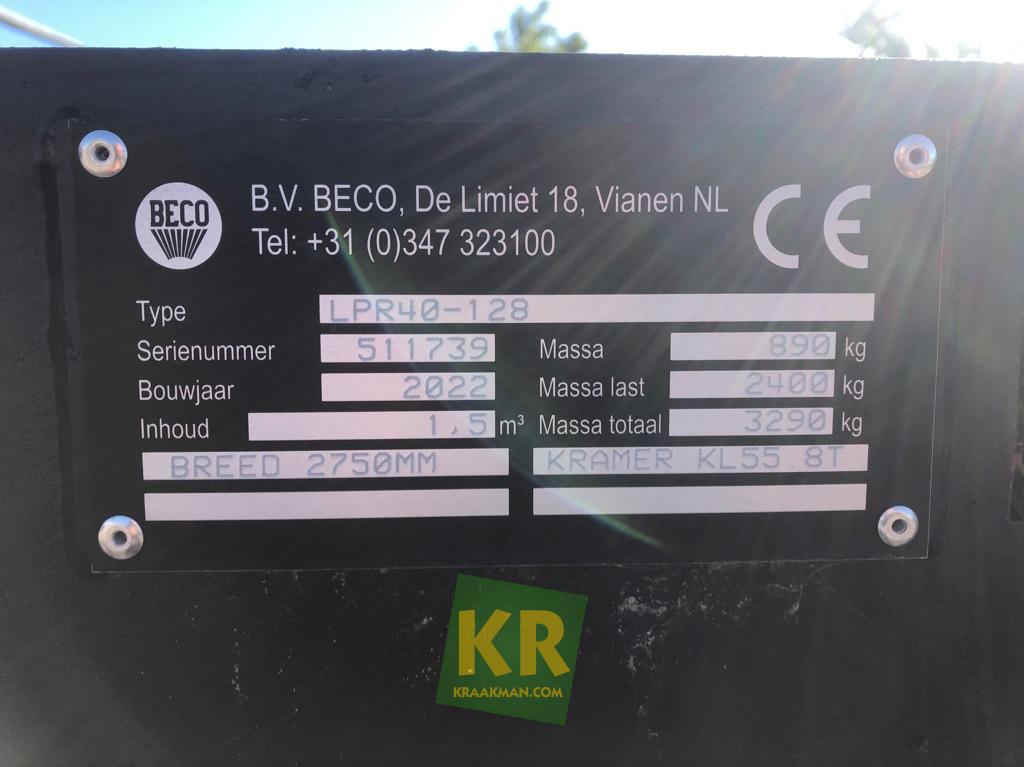 BECO
B.V. BECO, De Limiet 18, Vianen NL
Tel: +31 (0)347 323100
CE
Type LPR40-128
Serienummer 511739 Massa 890 kg
Bouwjaar 2022 Massa last 2400 kg
Inhoud 1,5 m³ Massa totaal 3290 kg
BREED 2750MM KRAMER KL55.8T
KR
KRAAKMAN.COM